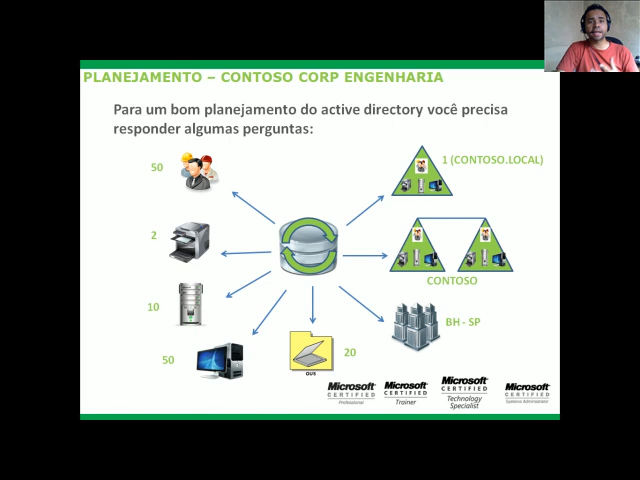 PLANEJAMENTO – CONTOSO CORP ENGENHARIA
Para um bom planejamento do active directory você precisa
responder algumas perguntas:
50
1 (CONTOSO.LOCAL)
2
CONTOSO
10
BH - SP
50
20
OU'S
Microsoft
CERTIFIED
Professional
Microsoft
CERTIFIED
Trainer
Microsoft
CERTIFIED
Technology
Specialist
Microsoft
CERTIFIED
Systems Administrator